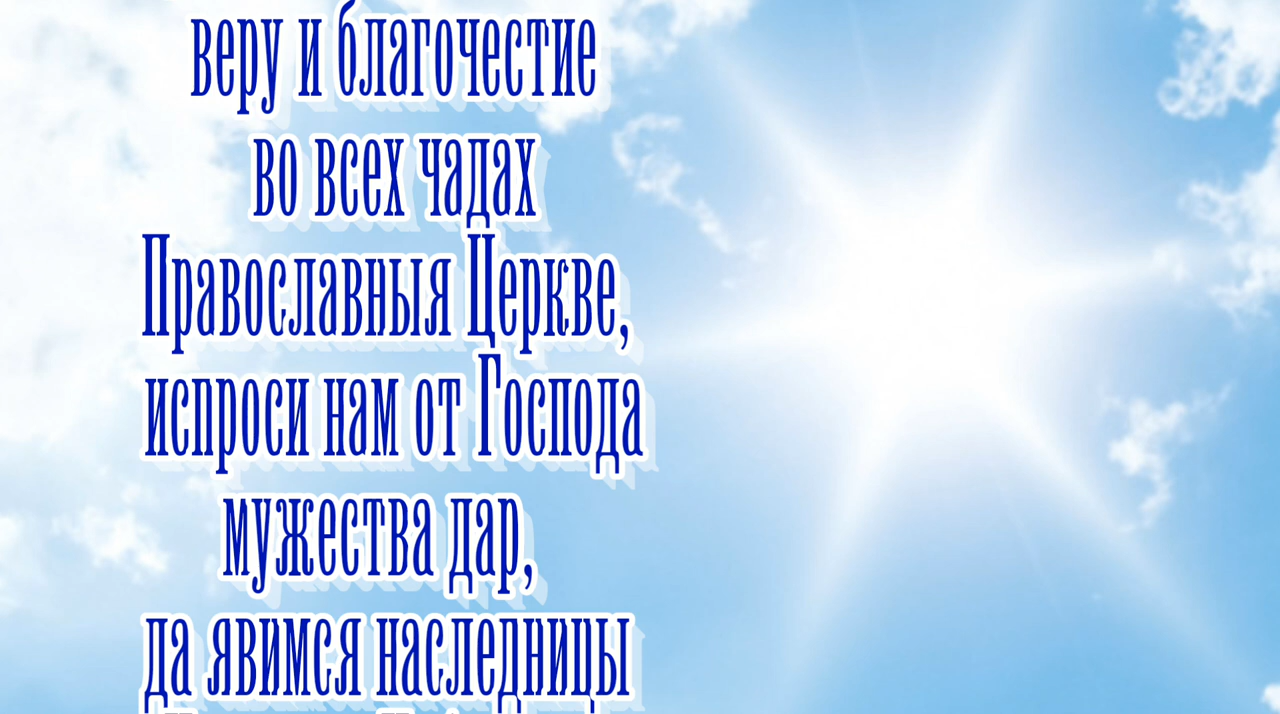 веру и благочестие
во всех чадах
Православныя Церкве,
испроси нам от Господа
мужества дар,
да явимся наследницы